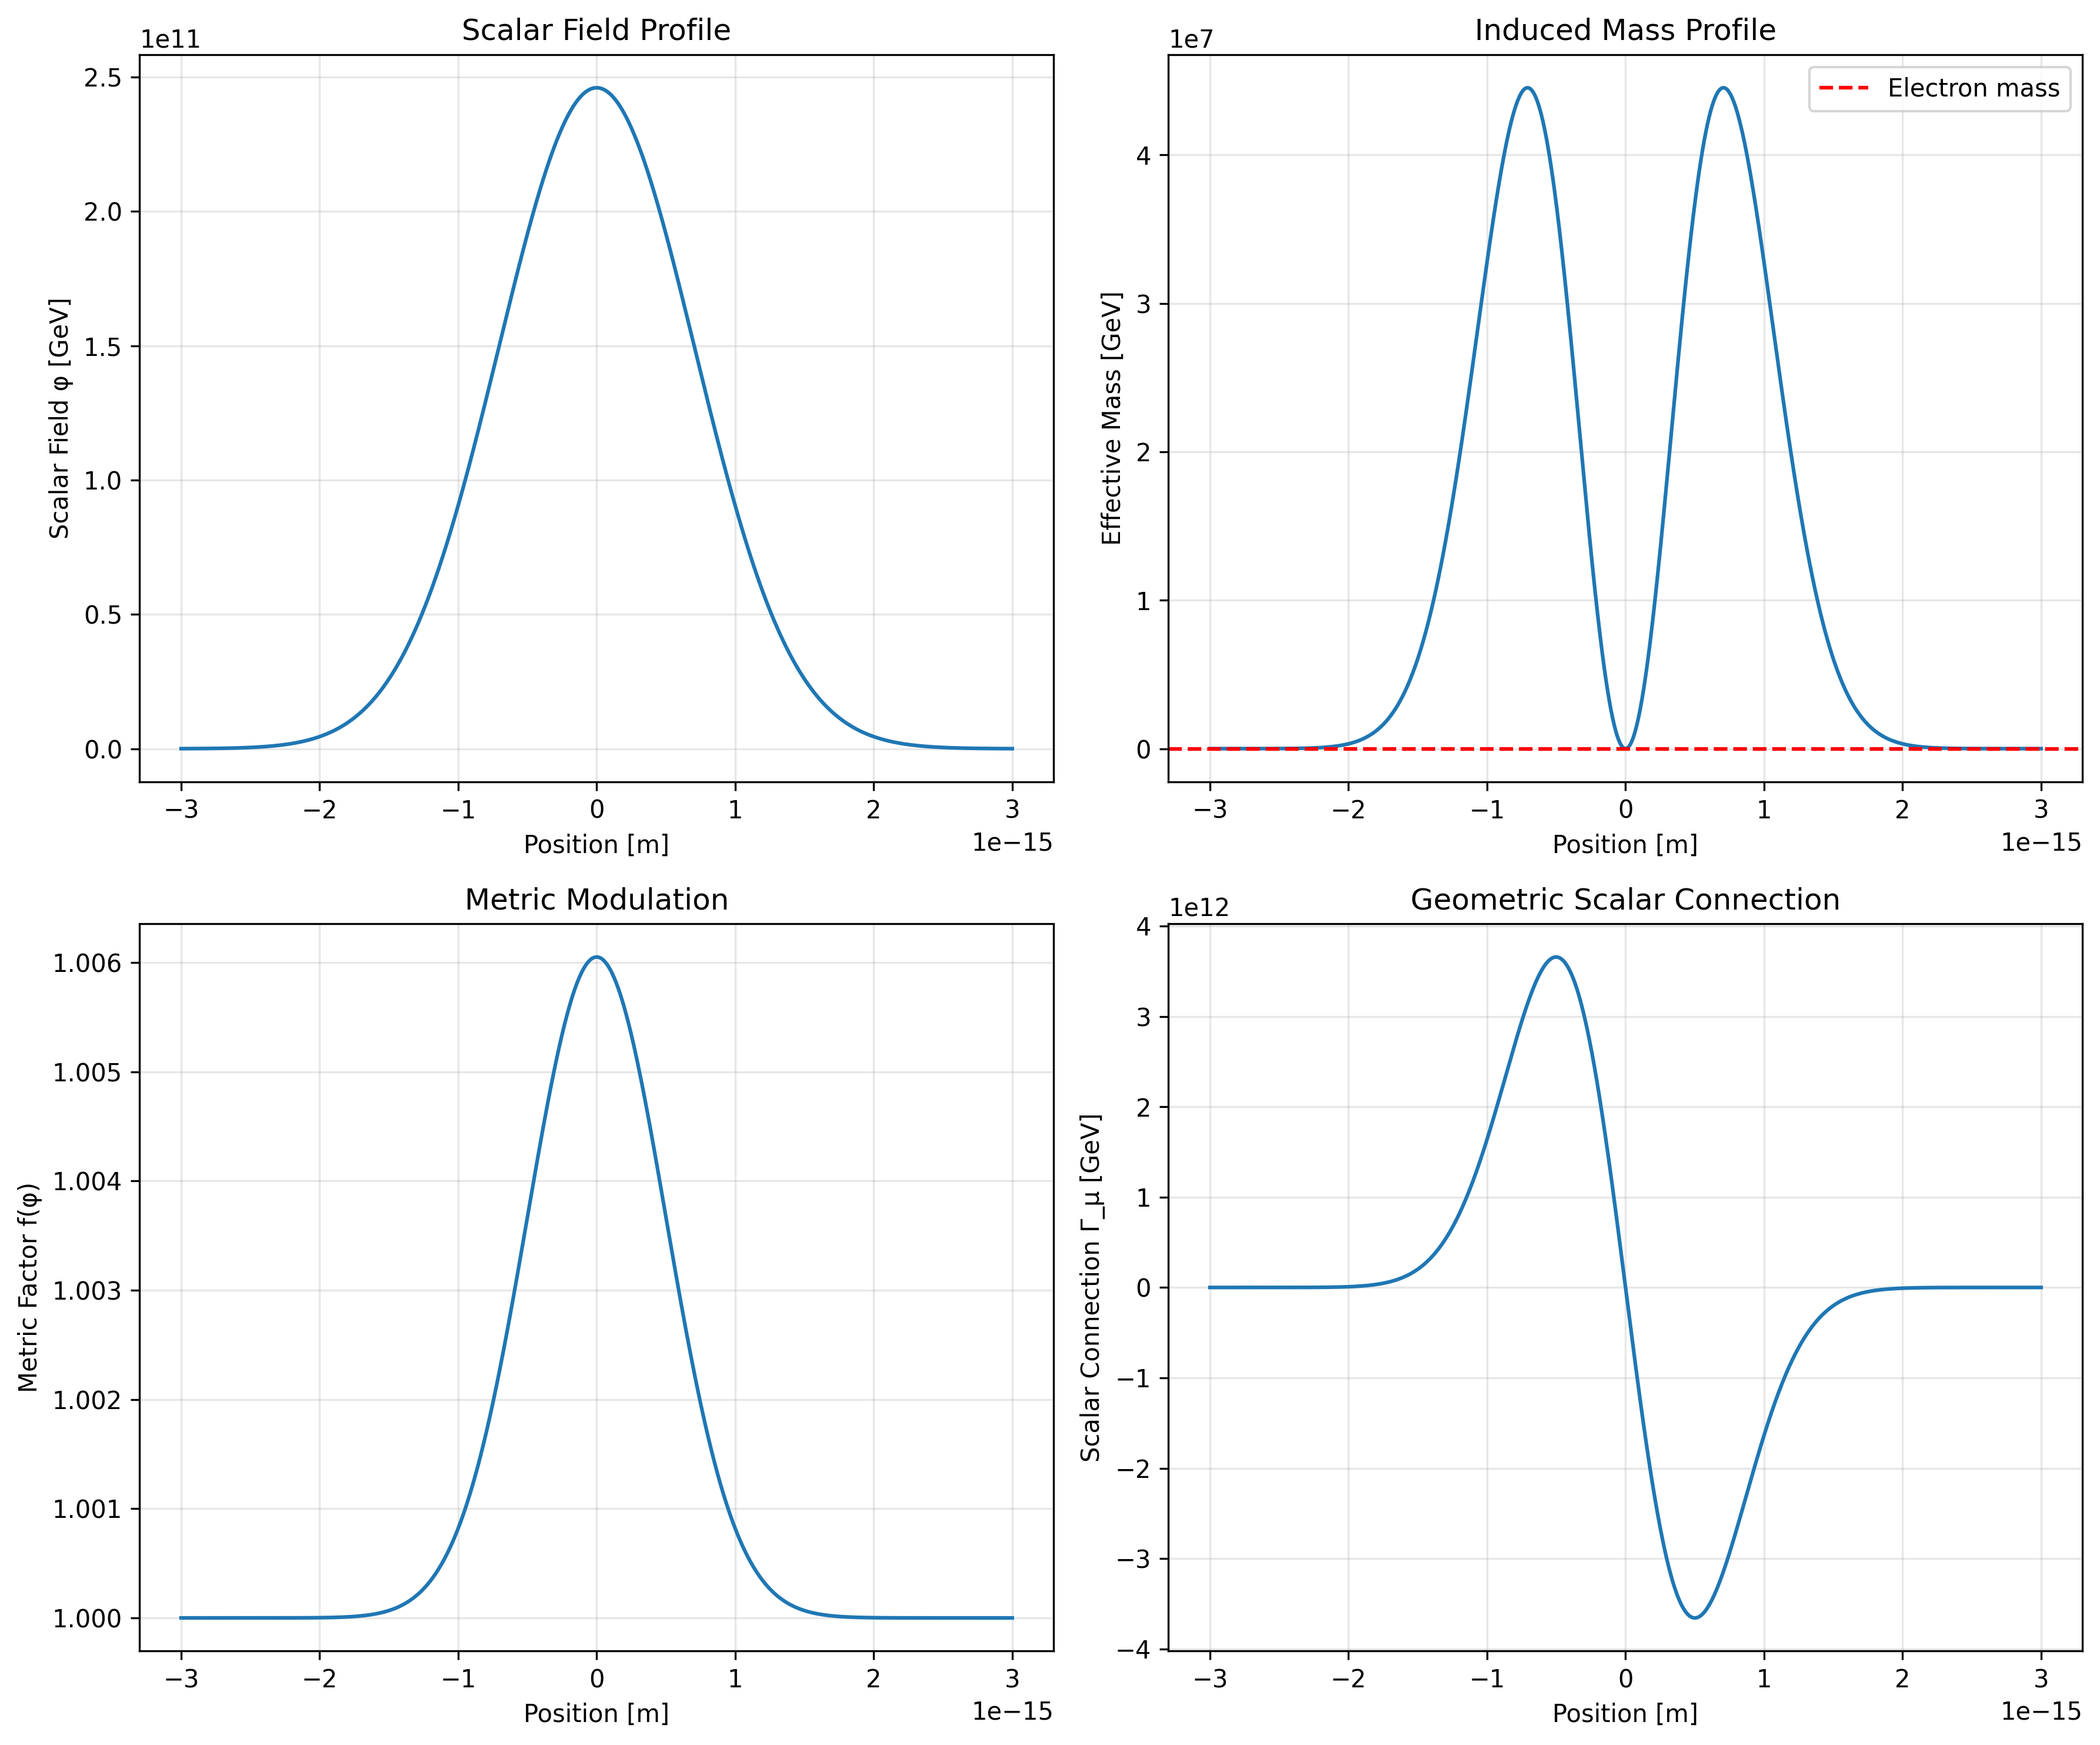 Scalar Field Profile
1e11
2.5
2.0
1.5
1.0
0.5
0.0
Scalar Field φ [GeV]
−3 −2 −1 0 1 2 3
Position [m]
1e−15
Induced Mass Profile
1e7
Electron mass
4
3
2
1
0
Effective Mass [GeV]
−3 −2 −1 0 1 2 3
Position [m]
1e−15
Metric Modulation
1.006
1.005
1.004
1.003
1.002
1.001
1.000
Metric Factor f(φ)
−3 −2 −1 0 1 2 3
Position [m]
1e−15
Geometric Scalar Connection
1e12
4
3
2
1
0
−1
−2
−3
−4
Scalar Connection Γ_μ [GeV]
−3 −2 −1 0 1 2 3
Position [m]
1e−15